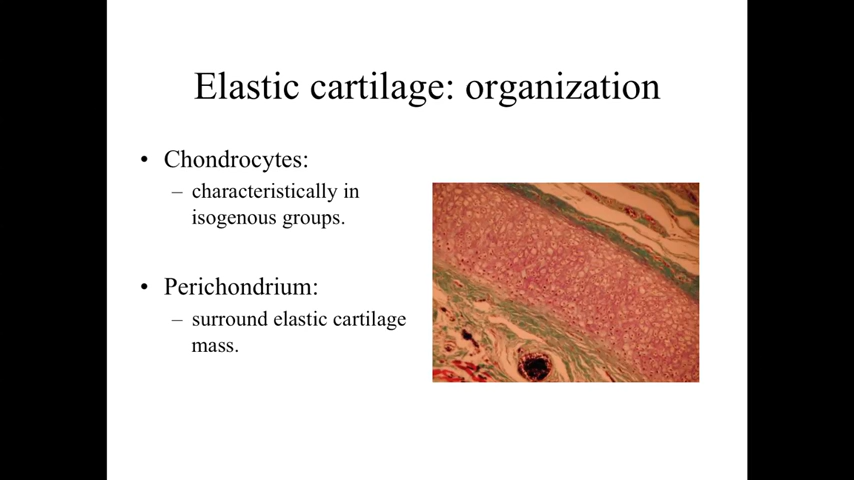 Elastic cartilage: organization
• Chondrocytes:
– characteristically in
isogenous groups.
• Perichondrium:
– surround elastic cartilage
mass.